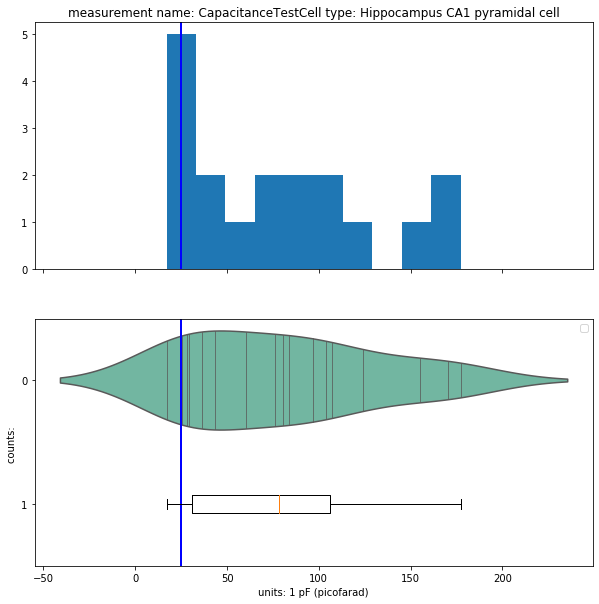 measurement name: CapacitanceTestCell type: Hippocampus CA1 pyramidal cell
5
4
3
2
1
0
0
counts:
1
−50 0 50 100 150 200
units: 1 pF (picofarad)